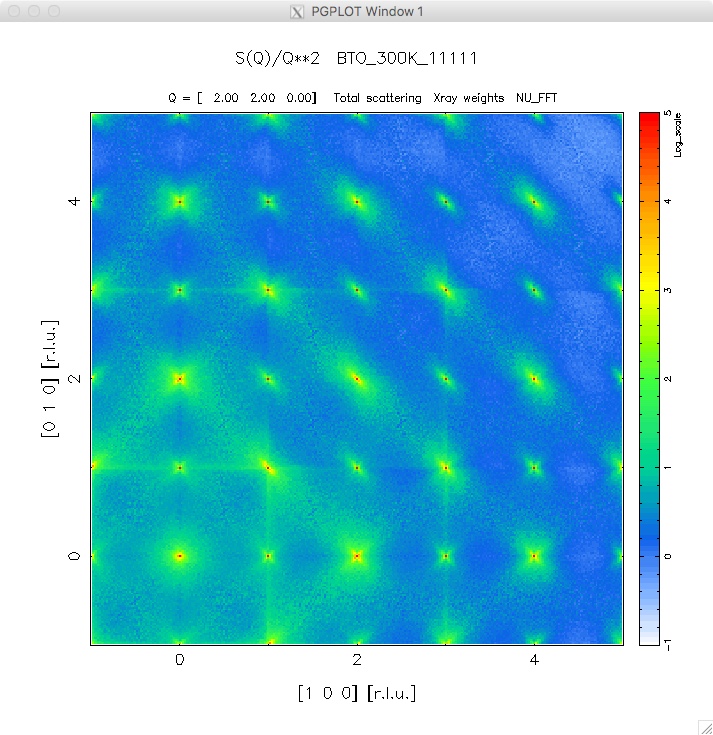 PGPLOT Window 1
S(Q)/Q**2 BTO_300K_11111
Q = [ 2.00 2.00 0.00] Total scattering Xray weights NU_FFT
Log_scale
5
4
3
2
1
0
−1
4
2
0
[0 1 0] [r.l.u.]
0 2 4
[1 0 0] [r.l.u.]